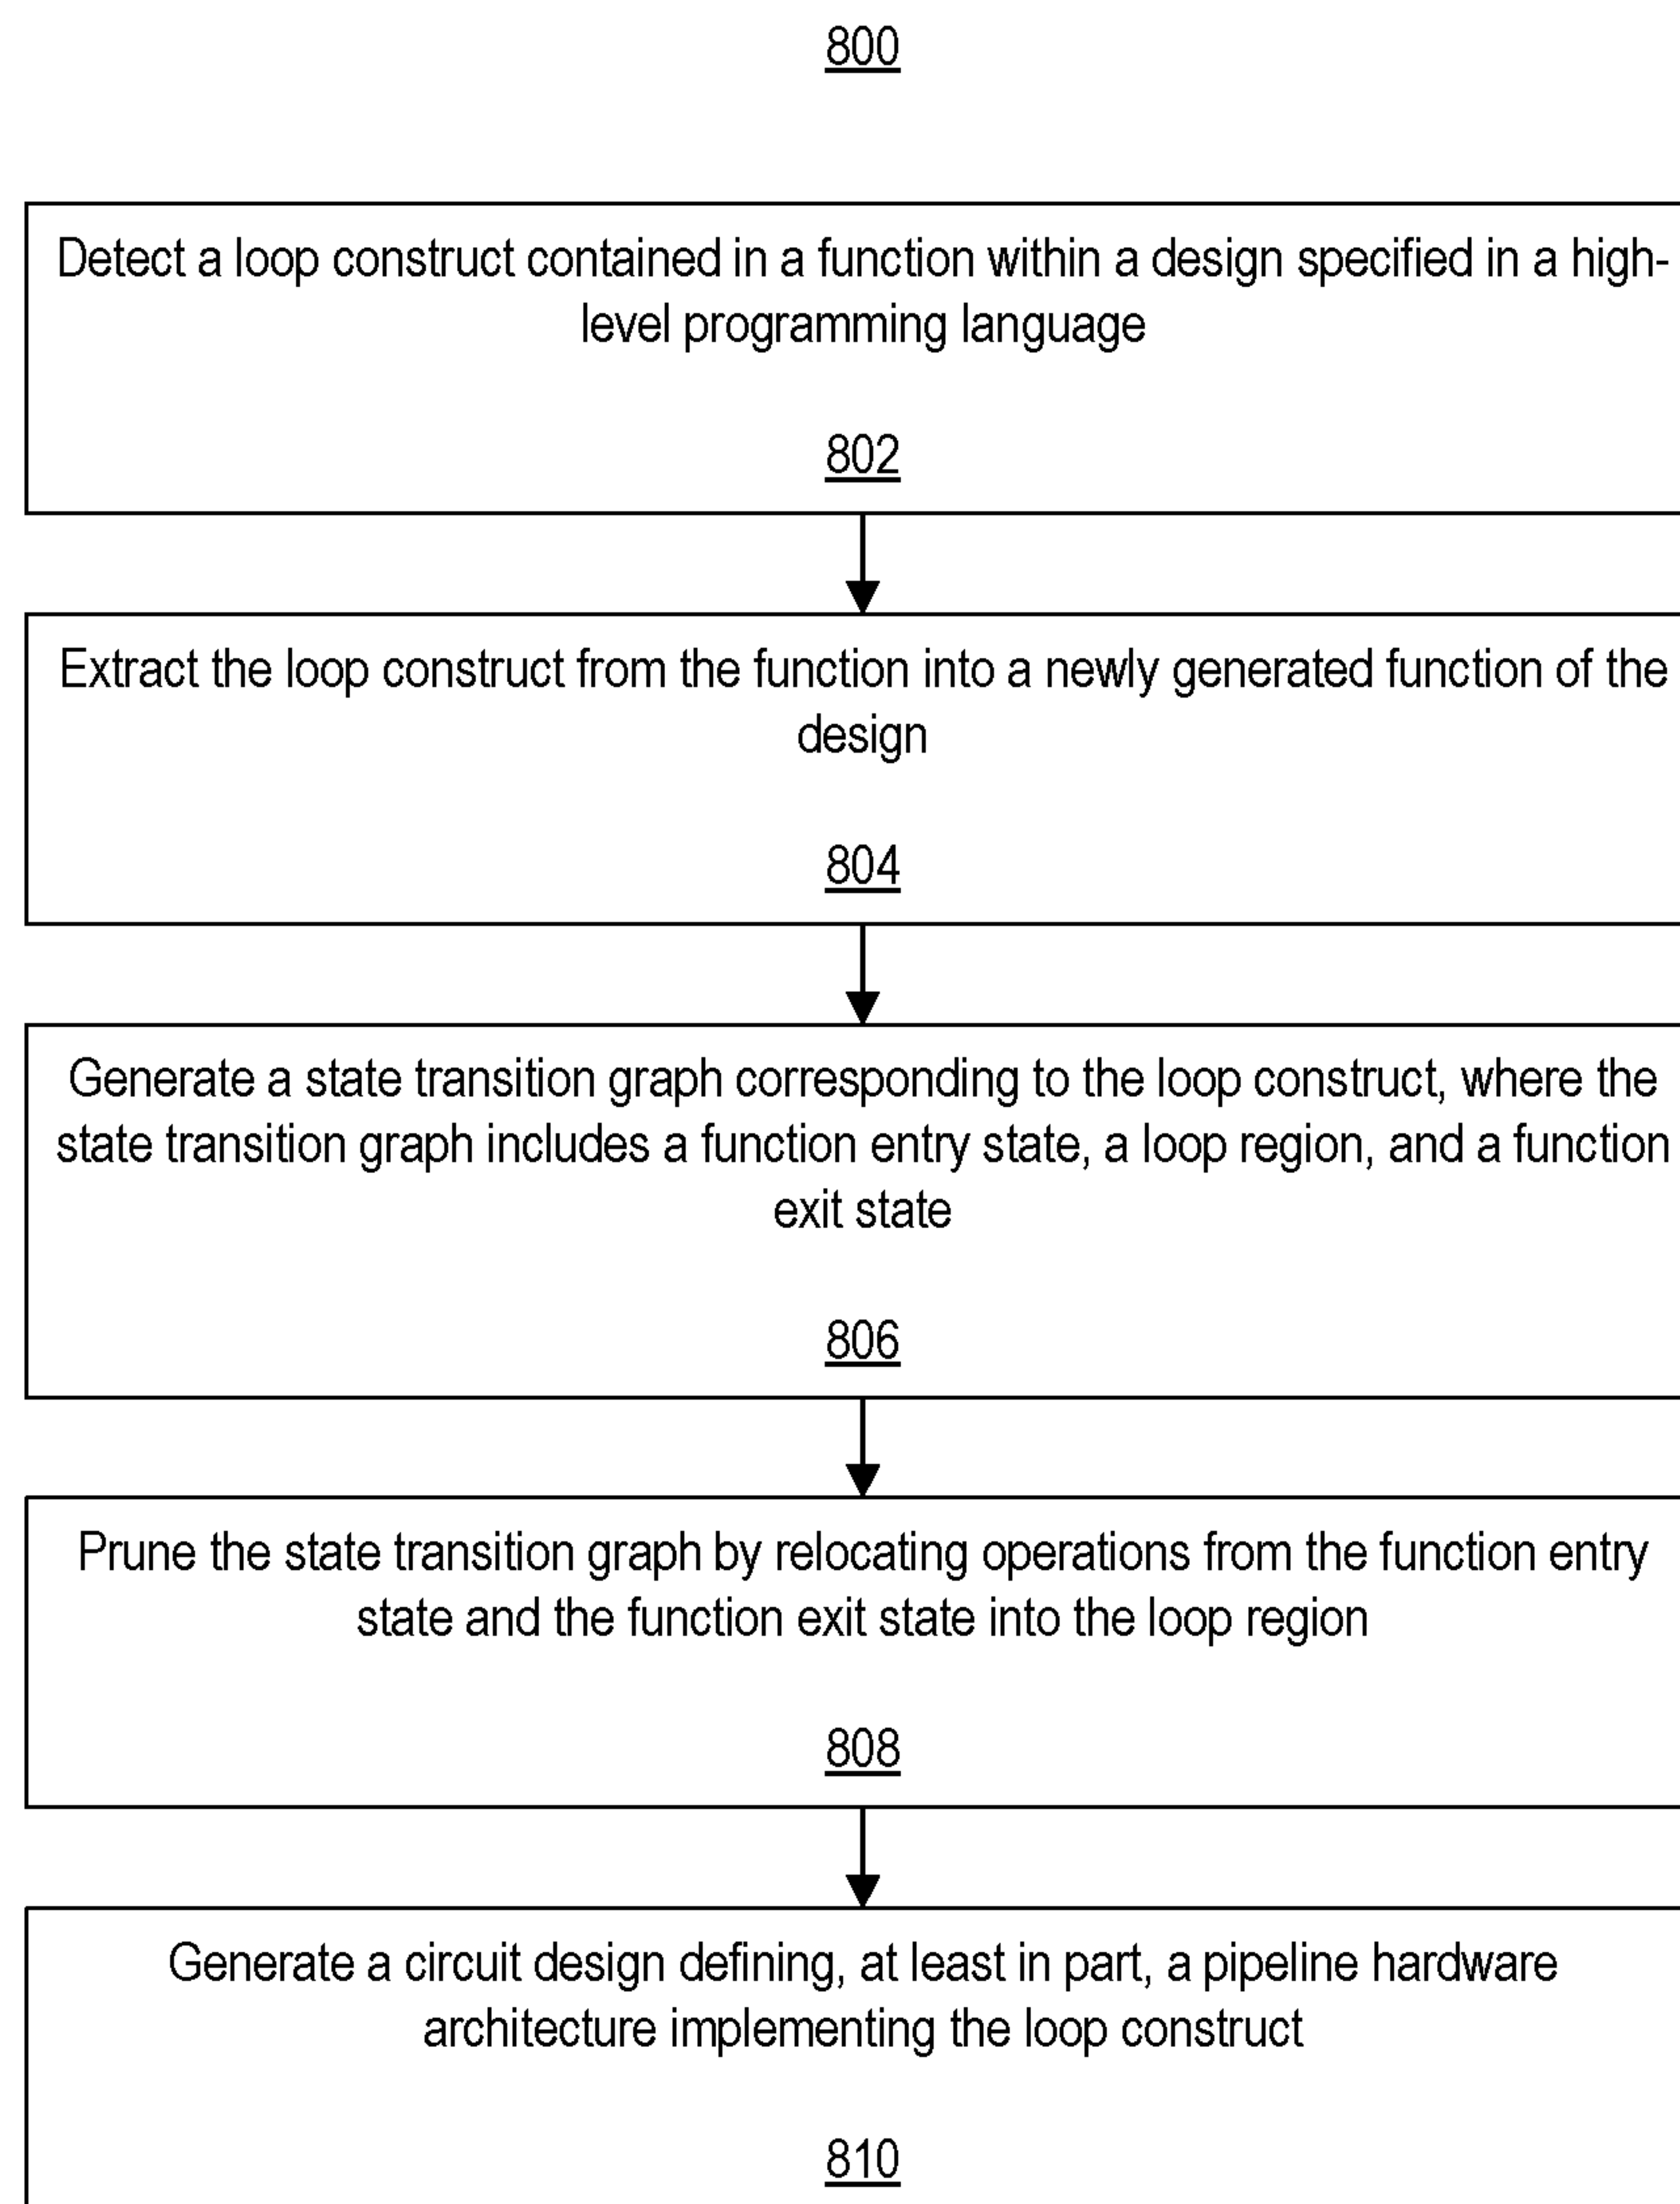 800
Detect a loop construct contained in a function within a design specified in a high-
level programming language
802
Extract the loop construct from the function into a newly generated function of the
design
804
Generate a state transition graph corresponding to the loop construct, where the
state transition graph includes a function entry state, a loop region, and a function
exit state
806
Prune the state transition graph by relocating operations from the function entry
state and the function exit state into the loop region
808
Generate a circuit design defining, at least in part, a pipeline hardware
architecture implementing the loop construct
810